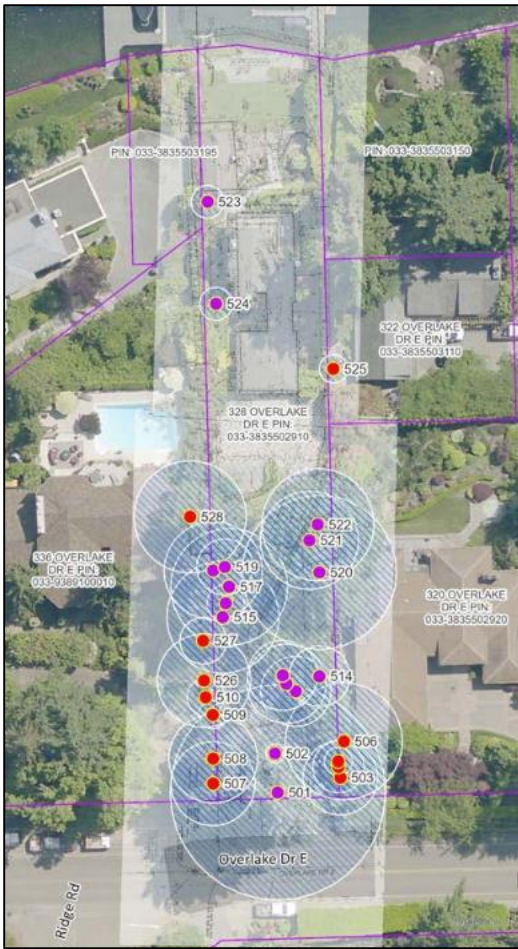 PIN: 033-3835503195
PIN: 033-3835503150
523
524
322 OVERLAKE
DR E PIN:
033-3835503110
525
328 OVERLAKE
DR E PIN:
033-3835502910
528
522
521
336 OVERLAKE
DR E PIN:
033-9389100010
519
520
517
320 OVERLAKE
DR E PIN:
033-3835502920
515
527
526
514
510
509
506
502
508
503
507
501
Overlake Dr E
Ridge Rd